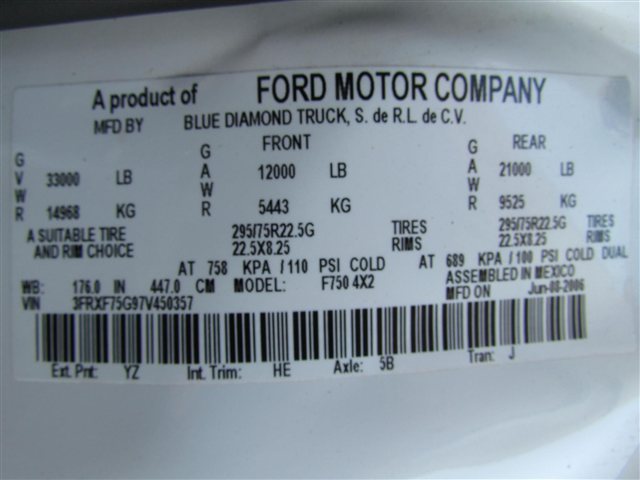 A product of FORD MOTOR COMPANY
MFD BY BLUE DIAMOND TRUCK, S. de R.L. de C.V.
GVWR 33000 LB 14968 KG
FRONT GAWR 12000 LB 5443 KG
REAR GAWR 21000 LB 9525 KG
A SUITABLE TIRE 295/75R22.5G TIRES 295/75R22.5G TIRES
AND RIM CHOICE 22.5X8.25 RIMS 22.5X8.25 RIMS
AT 758 KPA / 110 PSI COLD AT 689 KPA / 100 PSI COLD DUAL
WB: 176.0 IN 447.0 CM MODEL: F750 4X2 ASSEMBLED IN MEXICO
VIN 3FRXF75G97V450357 MFD ON Jun-08-2006
Ext. Pnt: YZ Int. Trim: HE Axle: 5B Tran: J